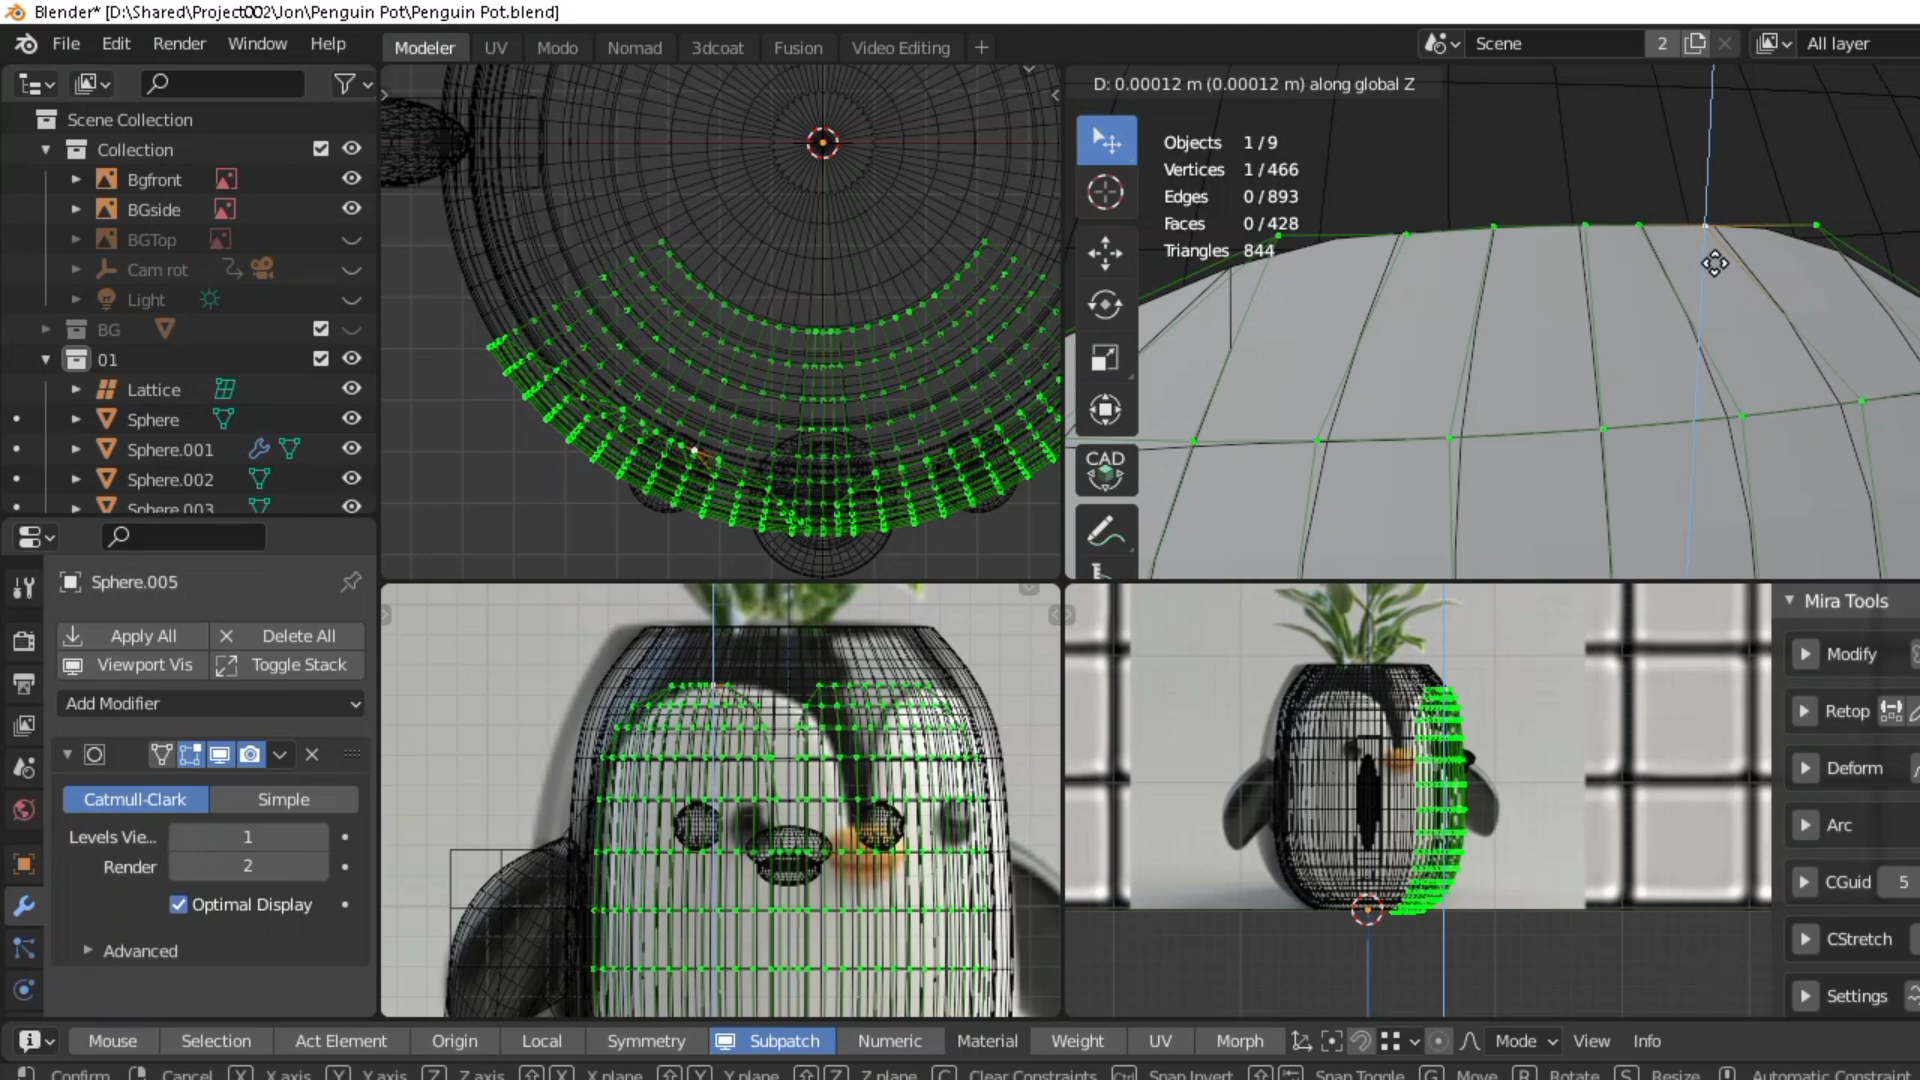 Blender* [D:\Shared\Project002\Jon\Penguin Pot\Penguin Pot.blend]
File Edit Render Window Help
Modeler UV Modo Nomad 3dcoat Fusion Video Editing +
Scene 2
All layer
Scene Collection
Collection
Bgfront
BGside
BGTop
Cam rot
Light
BG
01
Lattice
Sphere
Sphere.001
Sphere.002
Sphere.003
D: 0.00012 m (0.00012 m) along global Z
Objects 1/9
Vertices 1/466
Edges 0/893
Faces 0/428
Triangles 844
CAD
Sphere.005
Apply All
Delete All
Viewport Vis
Toggle Stack
Add Modifier
Catmull-Clark
Simple
Levels Vie... 1
Render 2
Optimal Display
Advanced
Mira Tools
Modify
Retop
Deform
Arc
CGuid 5
CStretch
Settings
Mouse Selection Act Element Origin Local Symmetry Subpatch Numeric Material Weight UV Morph Mode View Info
Confirm Cancel X X axis Y Y axis Z Z axis X X plane Y Y plane Z Z plane C Clear Constraints Ctrl Snap Invert Snap Toggle G Move R Rotate S Resize Automatic Constraint